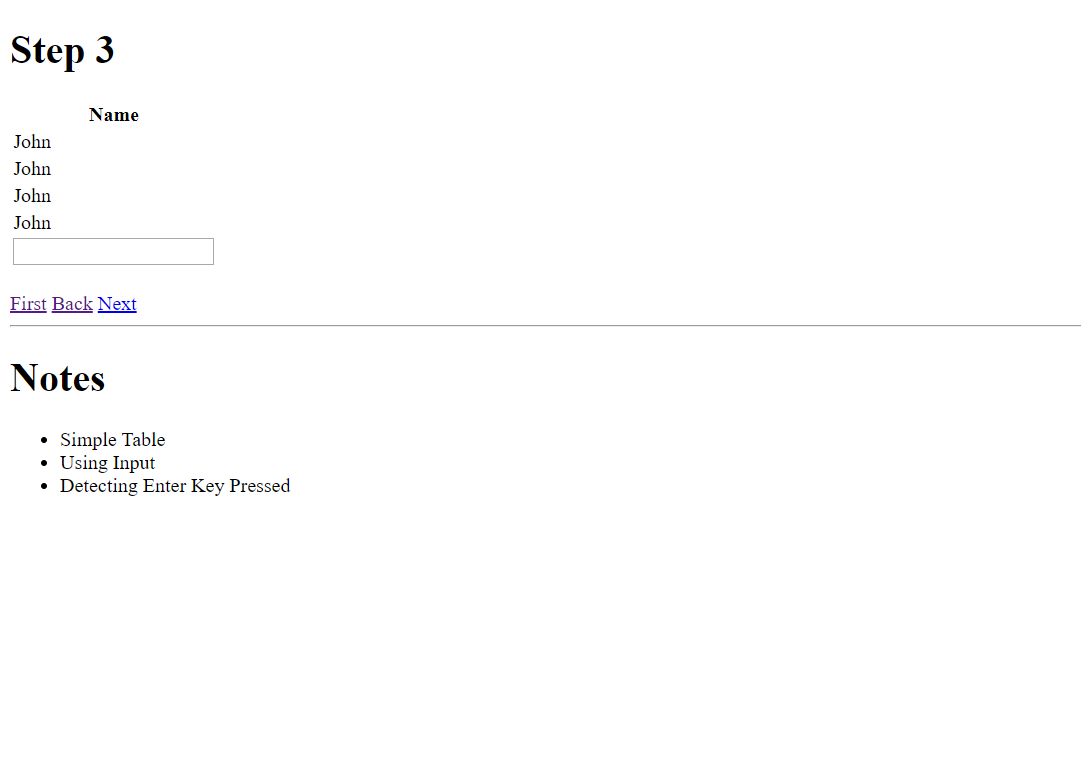 Step 3
Name
John
John
John
John
First Back Next
Notes
Simple Table
Using Input
Detecting Enter Key Pressed